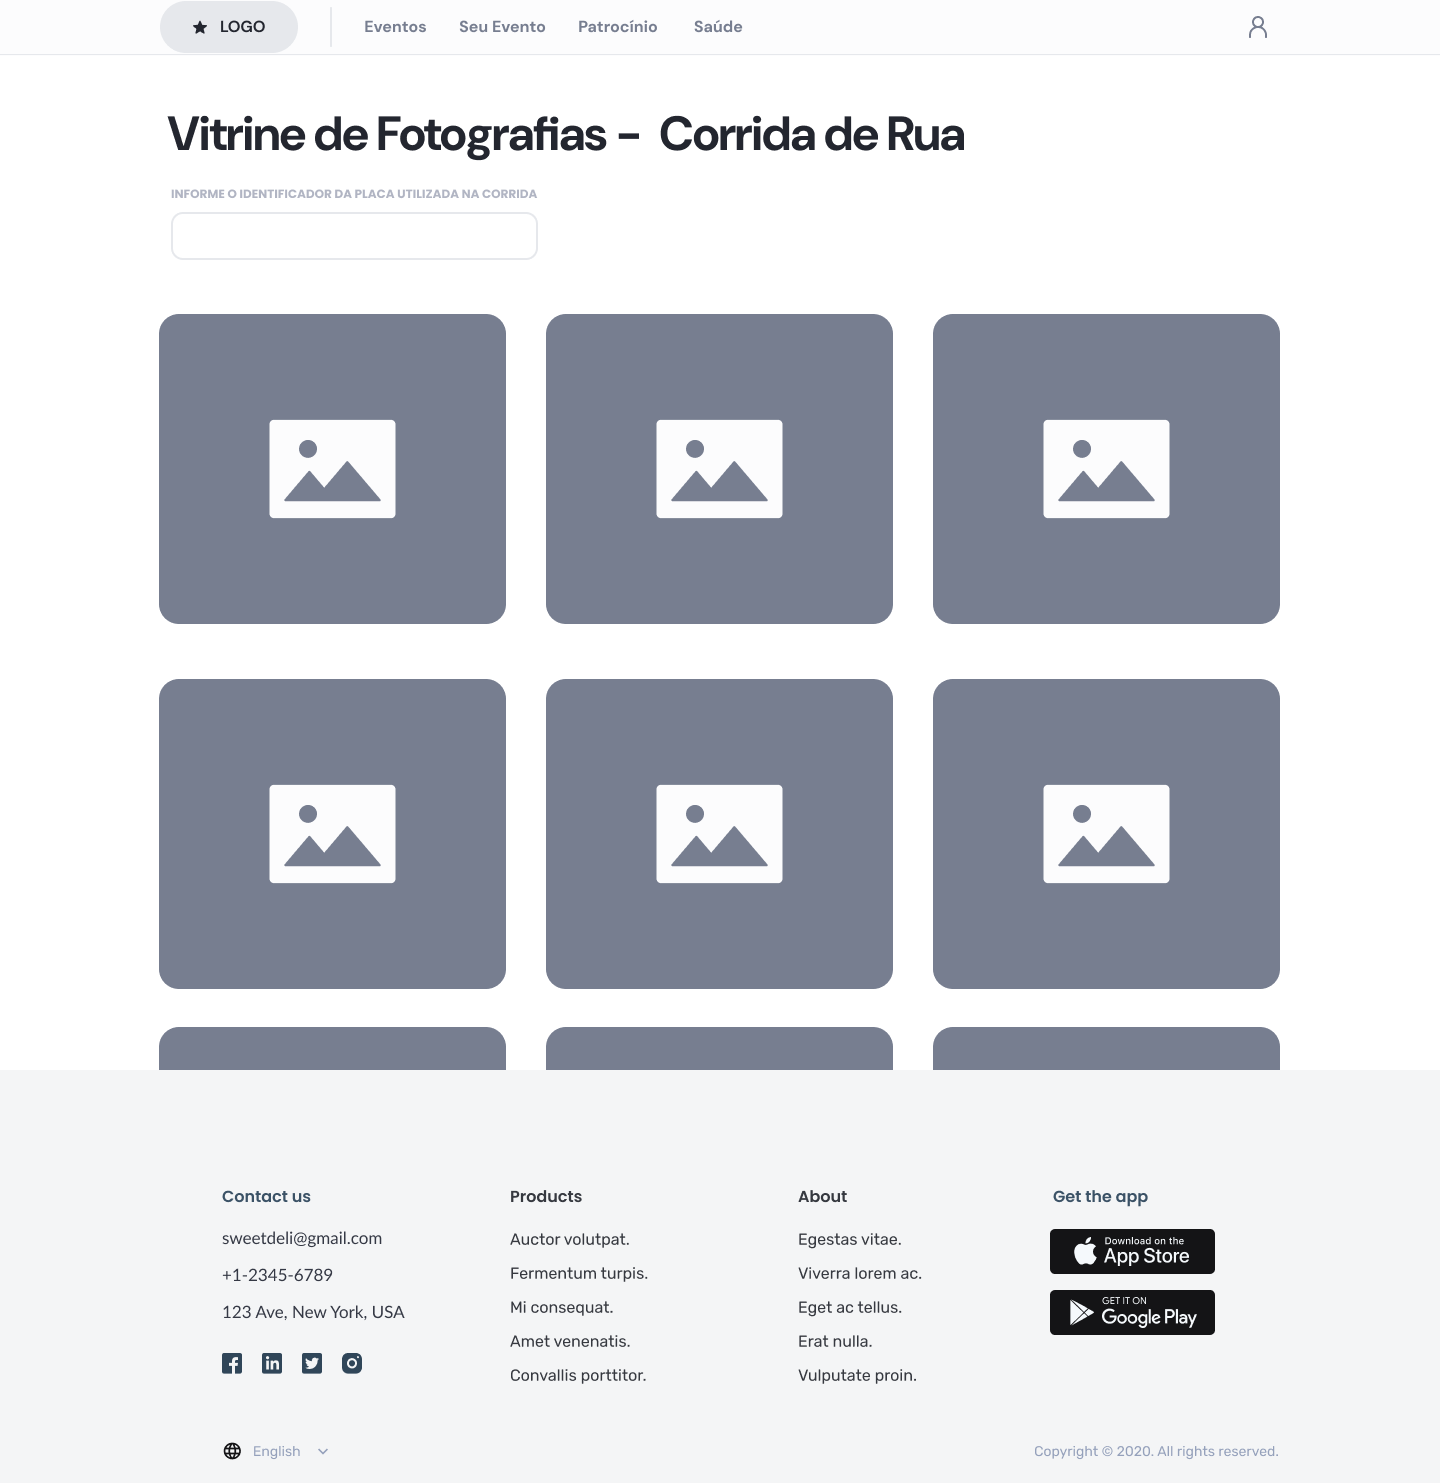 LOGO
Eventos
Seu Evento
Patrocínio
Saúde
Vitrine de Fotografias - Corrida de Rua
INFORME O IDENTIFICADOR DA PLACA UTILIZADA NA CORRIDA
Contact us
sweetdeli@gmail.com
+1-2345-6789
123 Ave, New York, USA
Products
Auctor volutpat.
Fermentum turpis.
Mi consequat.
Amet venenatis.
Convallis porttitor.
About
Egestas vitae.
Viverra lorem ac.
Eget ac tellus.
Erat nulla.
Vulputate proin.
Get the app
Download on the
App Store
GET IT ON
Google Play
English
Copyright © 2020. All rights reserved.